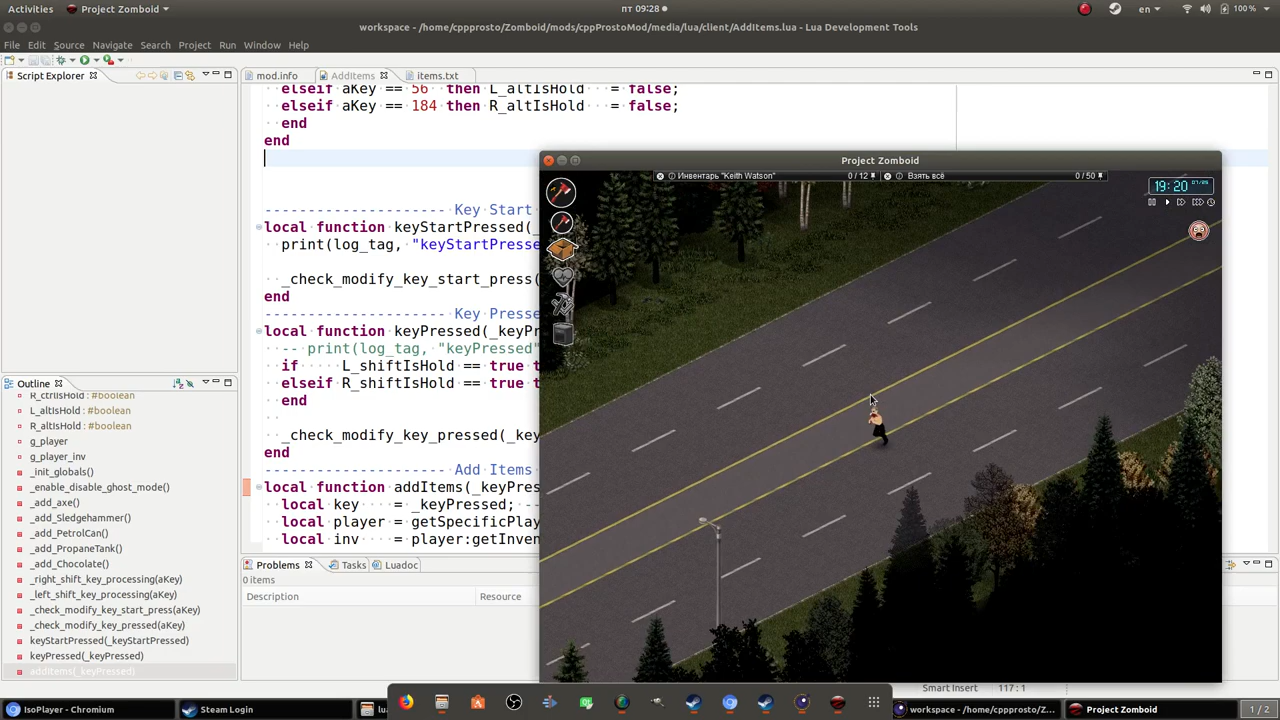 Activities
Project Zomboid
пт 09:28
en
100 %
workspace - /home/cppprosto/Zomboid/mods/cppProstoMod/media/lua/client/AddItems.lua - Lua Development Tools
File Edit Source Navigate Search Project Run Window Help
Script Explorer
mod.info
AddItems
items.txt
elseif aKey == 56 then L_altIsHold = false;
elseif aKey == 184 then R_altIsHold = false;
end
end
--------------------- Key Start
local function keyStartPressed(_
print(log_tag, "keyStartPresse
_check_modify_key_start_press(
end
--------------------- Key Presse
local function keyPressed(_keyPr
-- print(log_tag, "keyPressed"
if L_shiftIsHold == true t
elseif R_shiftIsHold == true t
end
_check_modify_key_pressed(_key
end
--------------------- Add Items
local function addItems(_keyPres
local key = _keyPressed; -
local player = getSpecificPlay
local inv = player:getInven
Outline
R_ctrlIsHold : #boolean
L_altIsHold : #boolean
R_altIsHold : #boolean
g_player
g_player_inv
_init_globals()
_enable_disable_ghost_mode()
_add_axe()
_add_Sledgehammer()
_add_PetrolCan()
_add_PropaneTank()
_add_Chocolate()
_right_shift_key_processing(aKey)
_left_shift_key_processing(aKey)
_check_modify_key_start_press(aKey)
_check_modify_key_pressed(aKey)
keyStartPressed(_keyStartPressed)
keyPressed(_keyPressed)
addItems(_keyPressed)
Problems
Tasks
Luadoc
0 items
Description
Resource
Project Zomboid
Инвентарь "Keith Watson"
0 / 12
Взять всё
0 / 50
19:20
Smart Insert
117 : 1
IsoPlayer - Chromium
Steam Login
lua
workspace - /home/cppprosto/Z...
Project Zomboid
1 / 2